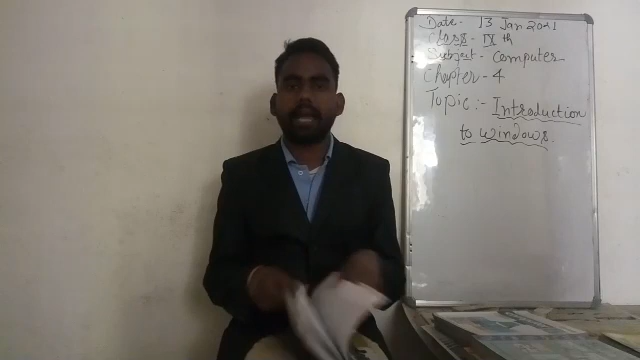 Date - 13 Jan 2021
Class - IX th
Subject - Computer
Chapter - 4
Topic :- Introduction
to windows.